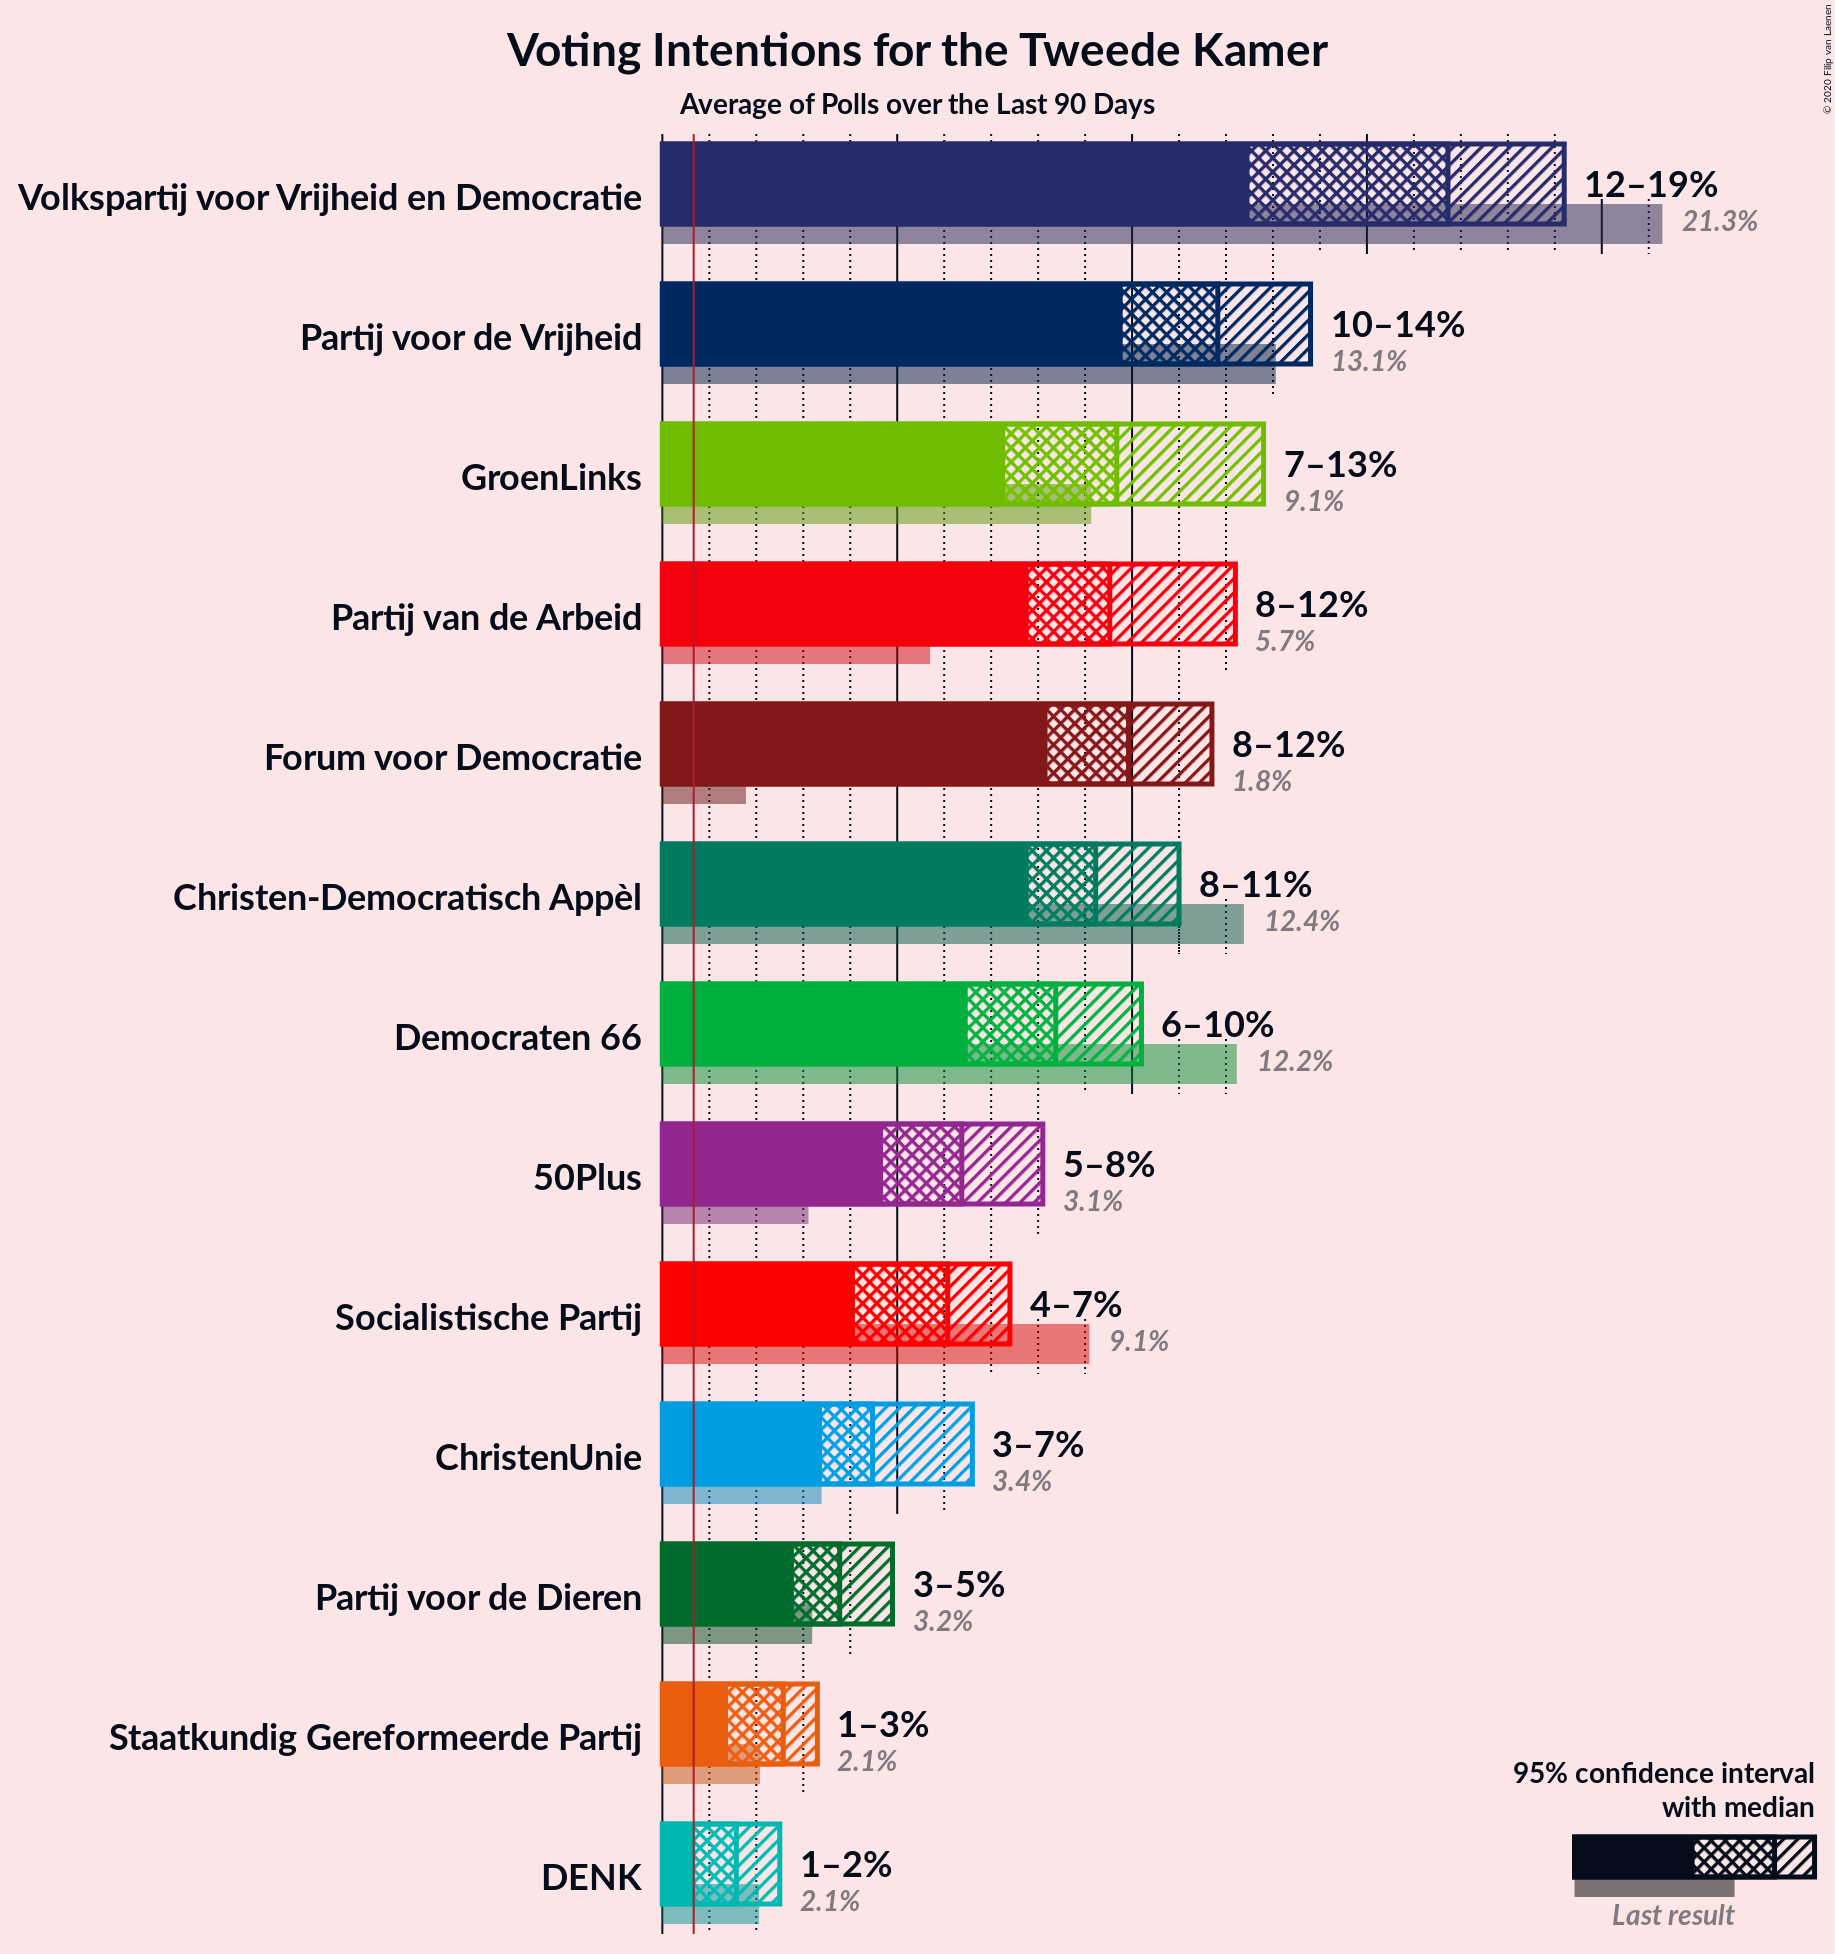 Voting Intentions for the Tweede Kamer
Average of Polls over the Last 90 Days
© 2020 Filip van Laenen
Volkspartij voor Vrijheid en Democratie
12–19%
21.3%
Partij voor de Vrijheid
10–14%
13.1%
GroenLinks
7–13%
9.1%
Partij van de Arbeid
8–12%
5.7%
Forum voor Democratie
8–12%
1.8%
Christen-Democratisch Appèl
8–11%
12.4%
Democraten 66
6–10%
12.2%
50Plus
5–8%
3.1%
Socialistische Partij
4–7%
9.1%
ChristenUnie
3–7%
3.4%
Partij voor de Dieren
3–5%
3.2%
Staatkundig Gereformeerde Partij
1–3%
2.1%
DENK
1–2%
2.1%
95% confidence interval
with median
Last result